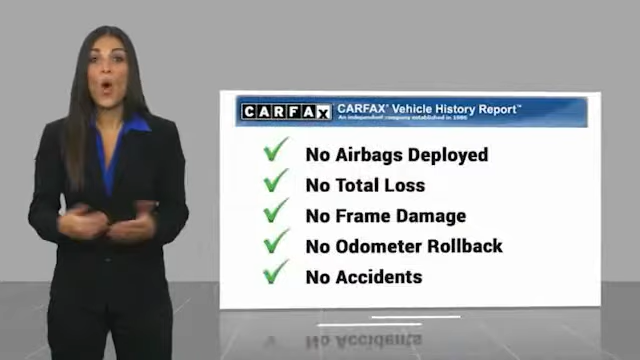 CARFAX CARFAX® Vehicle History Report™
An independent company established in 1986
No Airbags Deployed
No Total Loss
No Frame Damage
No Odometer Rollback
No Accidents